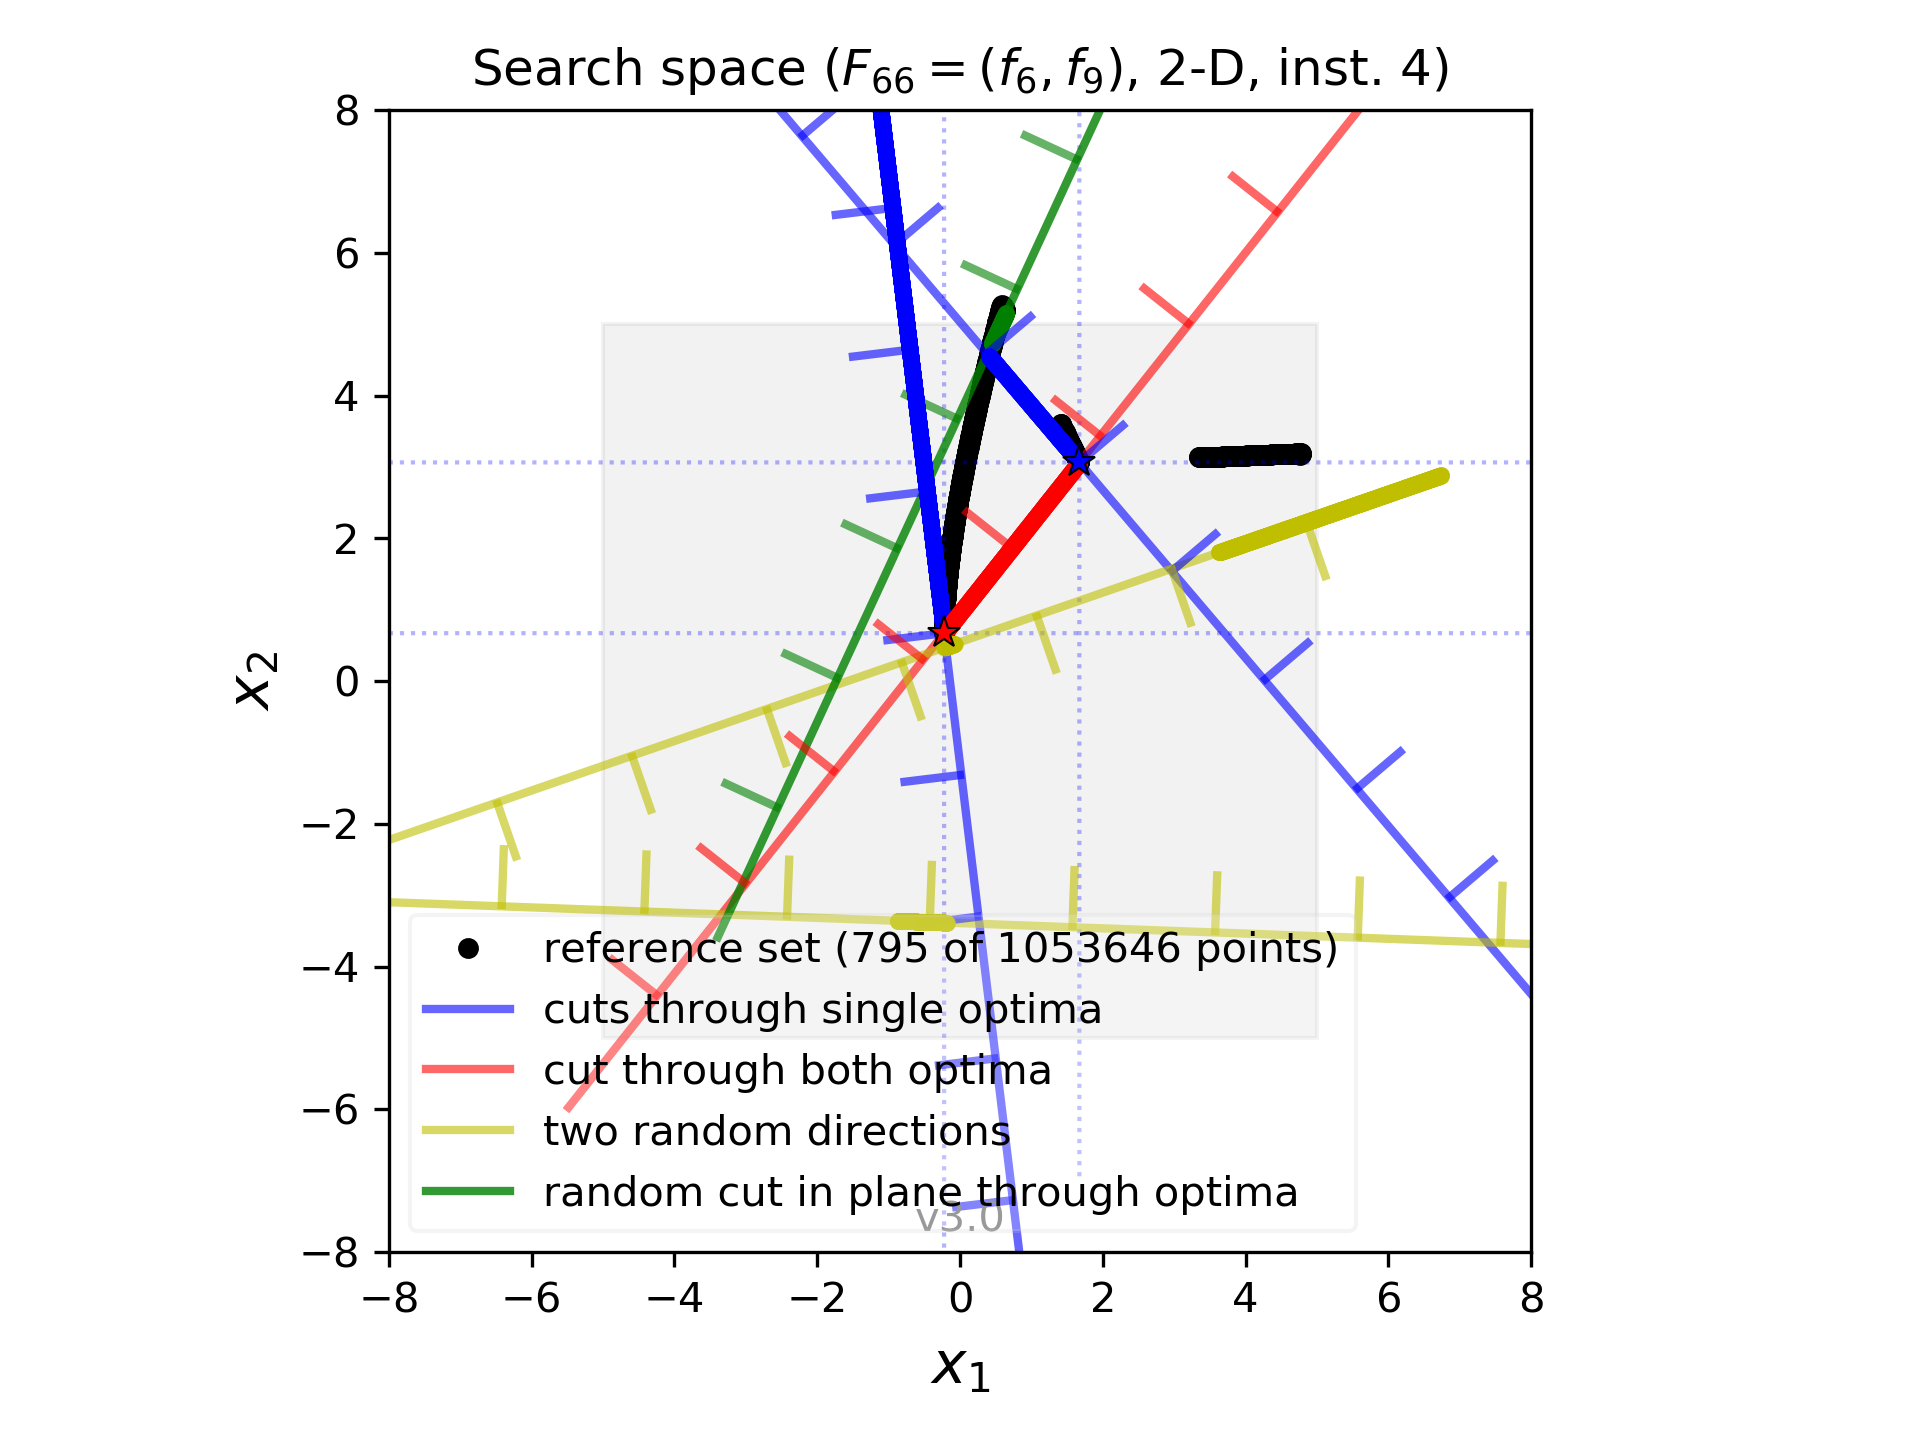 Search space (F66 = (f6, f9), 2-D, inst. 4)
8
6
4
2
0
−2
−4
−6
−8
x2
reference set (795 of 1053646 points)
cuts through single optima
cut through both optima
two random directions
random cut in plane through optima
v3.0
−8 −6 −4 −2 0 2 4 6 8
x1